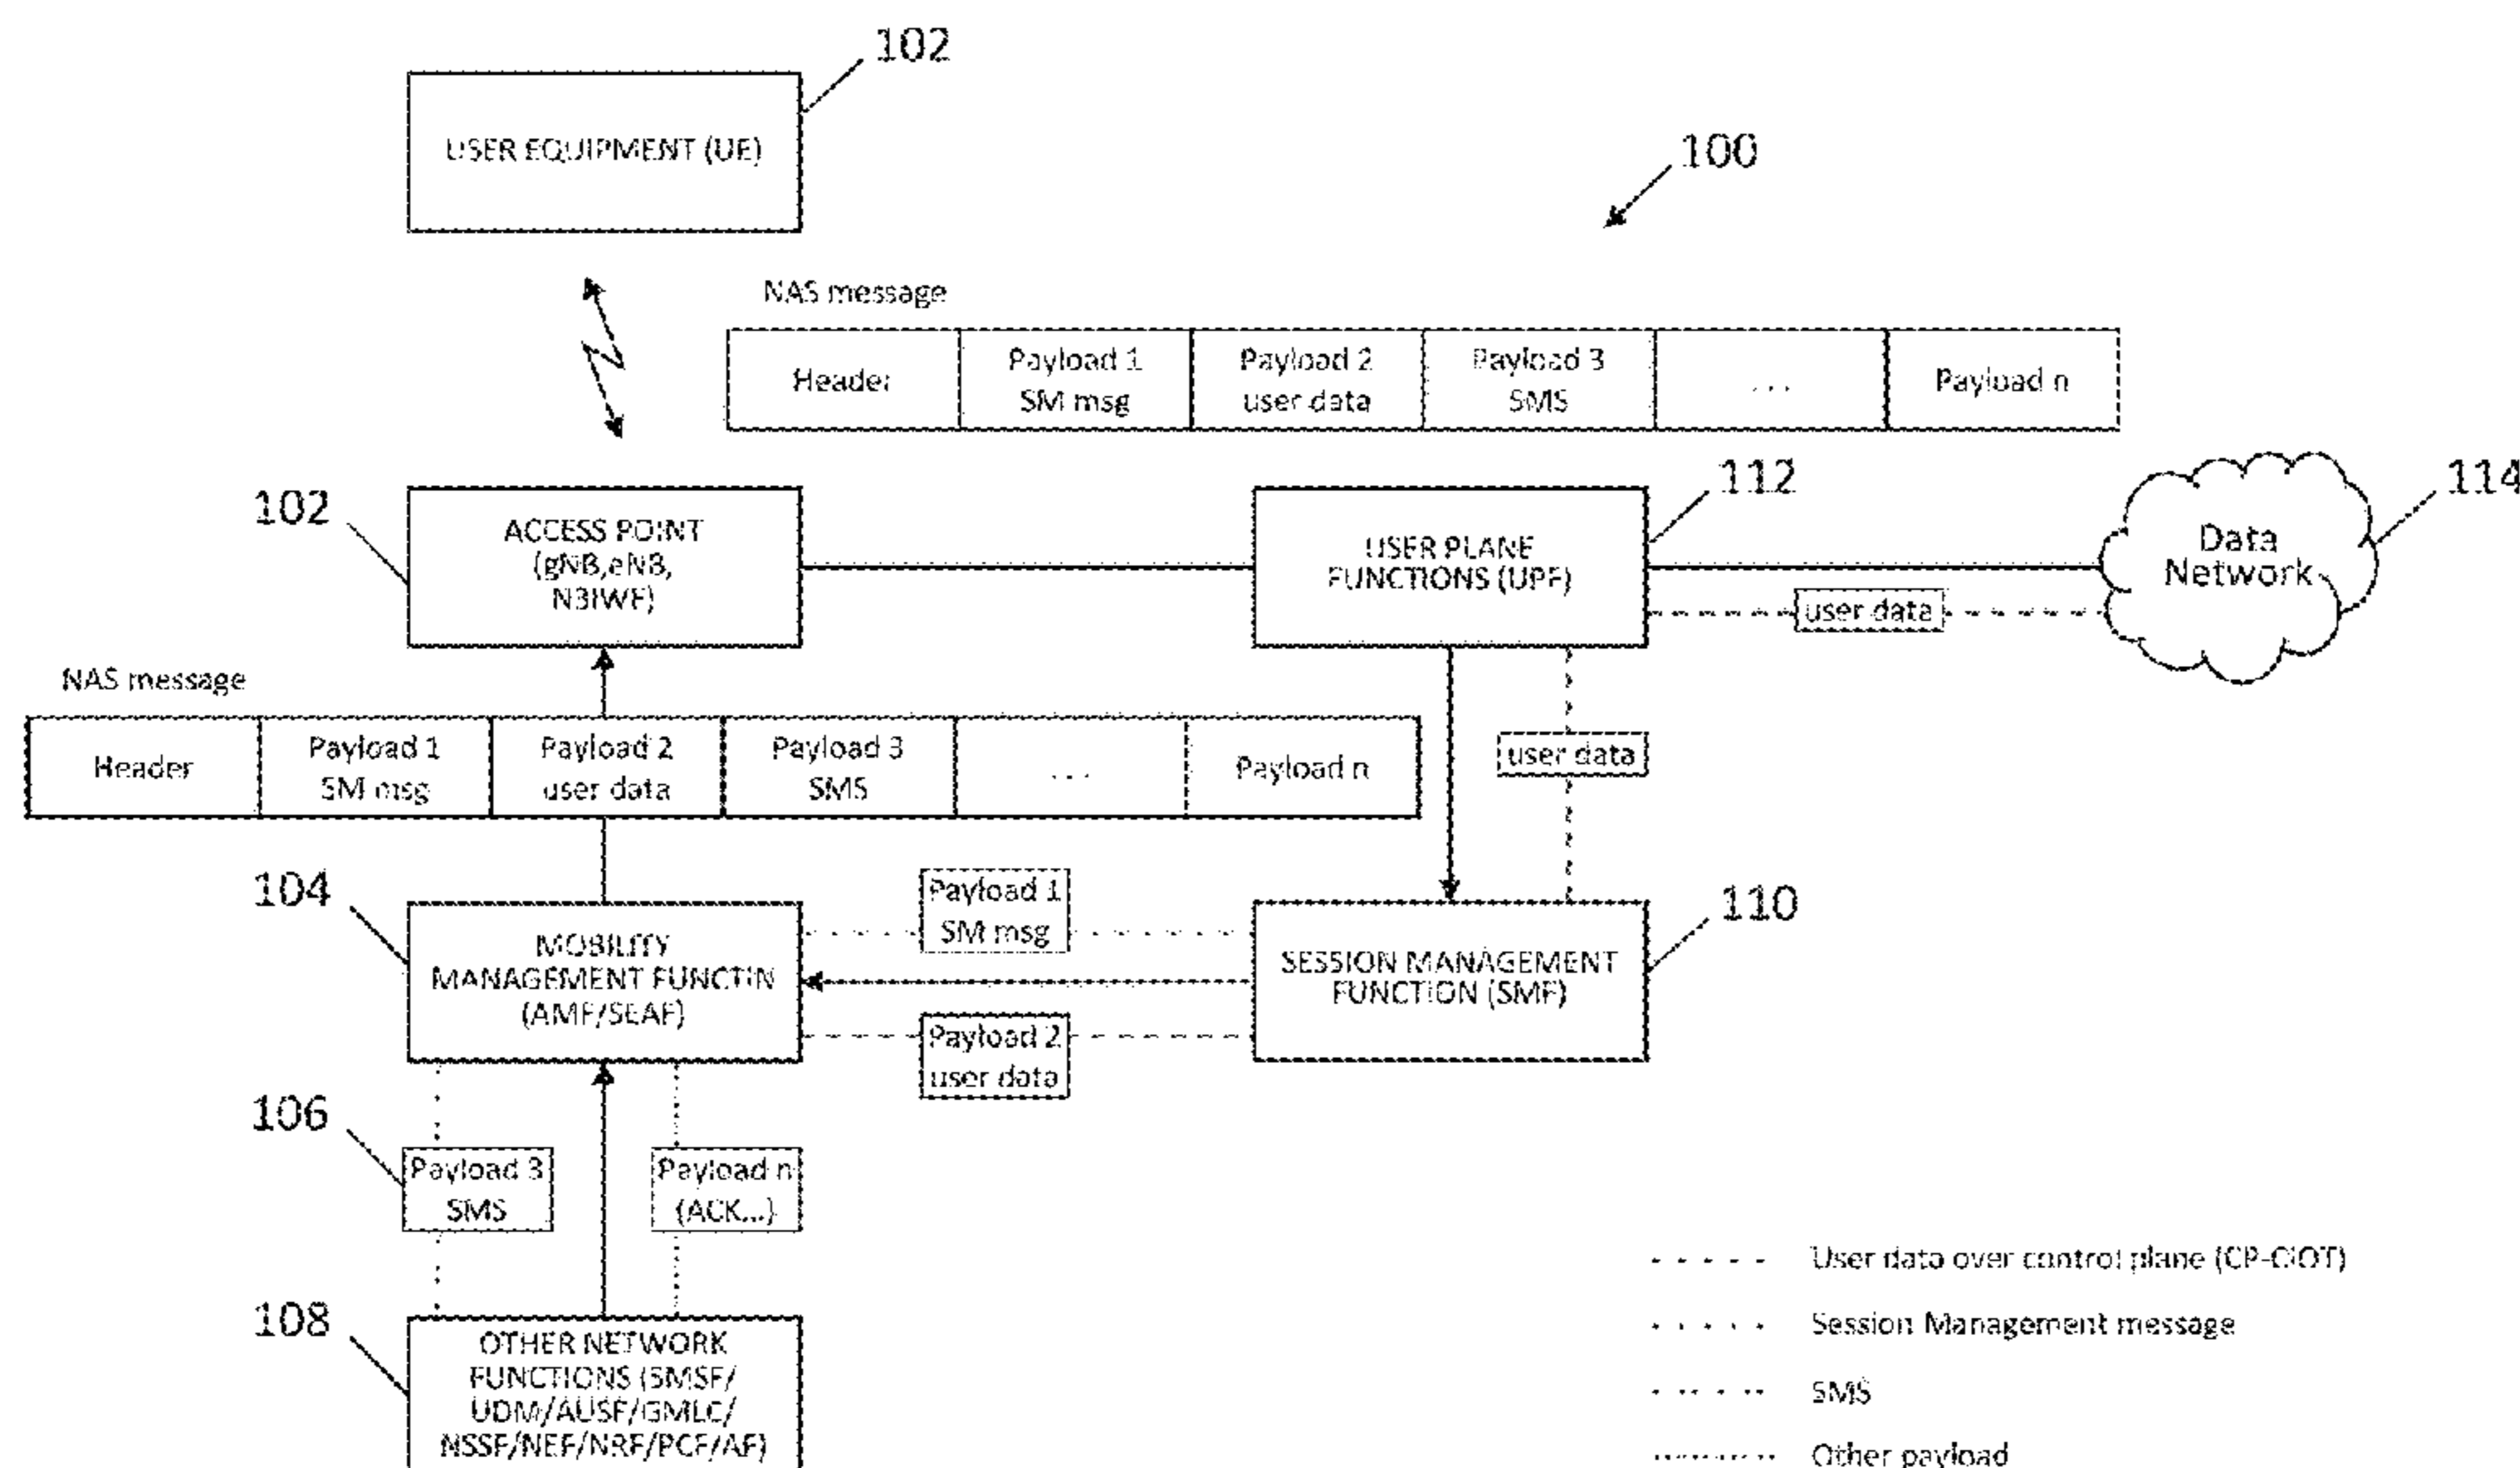 102
USER EQUIPMENT (UE)
100
NAS message
Header
Payload 1
SM msg
Payload 2
user data
Payload 3
SMS
...
Payload n
102
ACCESS POINT
(gNB,eNB,
N3IWF)
112
USER PLANE
FUNCTIONS (UPF)
114
Data
Network
user data
NAS message
Header
Payload 1
SM msg
Payload 2
user data
Payload 3
SMS
...
Payload n
user data
104
MOBILITY
MANAGEMENT FUNCTIN
(AMF/SEAF)
Payload 1
SM msg
Payload 2
user data
110
SESSION MANAGEMENT
FUNCTION (SMF)
106
Payload 3
SMS
Payload n
(ACK...)
108
OTHER NETWORK
FUNCTIONS (SMSF/
UDM/AUSF/GMLC/
NSSF/NEF/NRF/PCF/AF)
User data over control plane (CP-CIOT)
Session Management message
SMS
Other payload